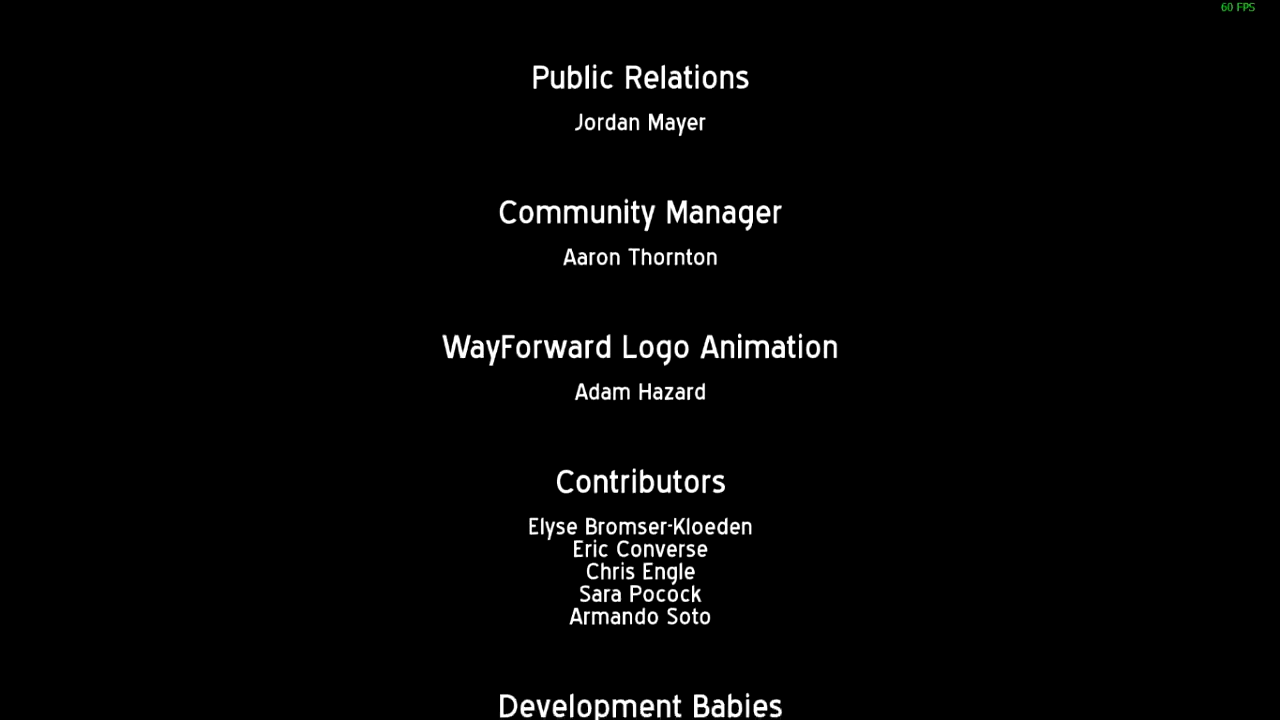 60 FPS
Public Relations
Jordan Mayer
Community Manager
Aaron Thornton
WayForward Logo Animation
Adam Hazard
Contributors
Elyse Bromser-Kloeden
Eric Converse
Chris Engle
Sara Pocock
Armando Soto
Development Babies